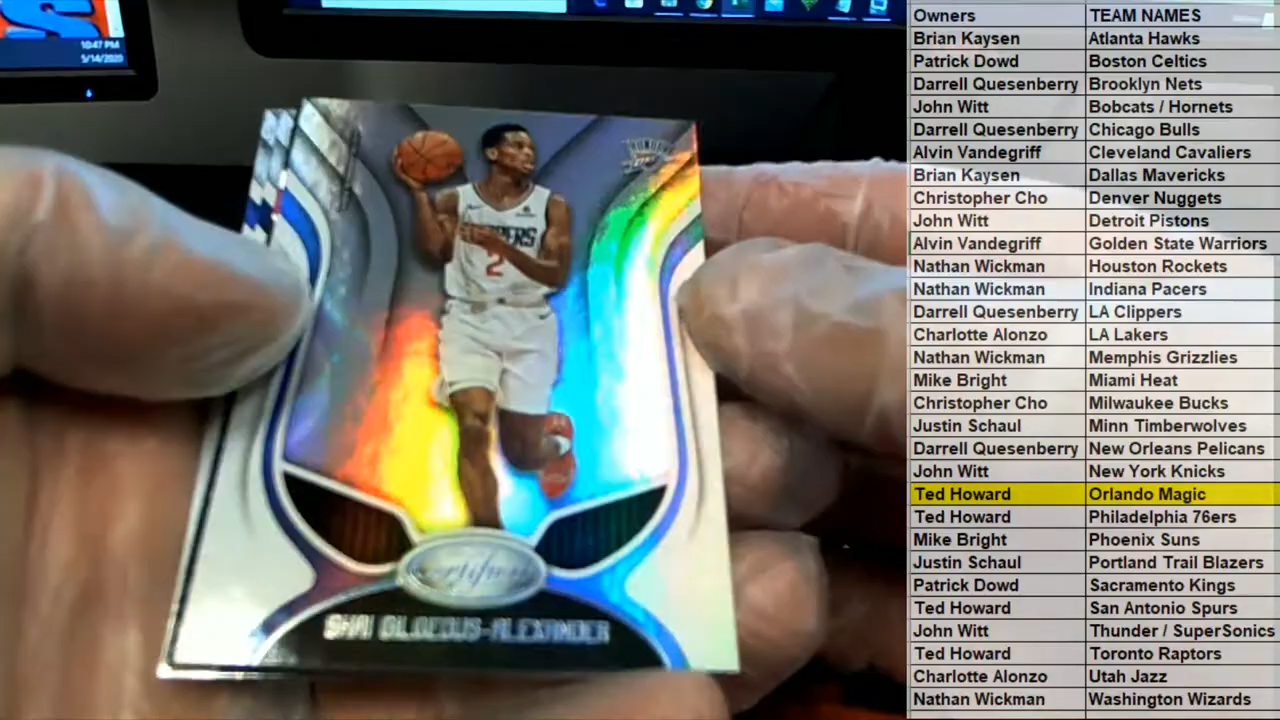 10:47 PM
5/14/2020
THUNDER
CLIPPERS
2
Certified
SHAI GILGEOUS-ALEXANDER
Owners TEAM NAMES
Brian Kaysen Atlanta Hawks
Patrick Dowd Boston Celtics
Darrell Quesenberry Brooklyn Nets
John Witt Bobcats / Hornets
Darrell Quesenberry Chicago Bulls
Alvin Vandegriff Cleveland Cavaliers
Brian Kaysen Dallas Mavericks
Christopher Cho Denver Nuggets
John Witt Detroit Pistons
Alvin Vandegriff Golden State Warriors
Nathan Wickman Houston Rockets
Nathan Wickman Indiana Pacers
Darrell Quesenberry LA Clippers
Charlotte Alonzo LA Lakers
Nathan Wickman Memphis Grizzlies
Mike Bright Miami Heat
Christopher Cho Milwaukee Bucks
Justin Schaul Minn Timberwolves
Darrell Quesenberry New Orleans Pelicans
John Witt New York Knicks
Ted Howard Orlando Magic
Ted Howard Philadelphia 76ers
Mike Bright Phoenix Suns
Justin Schaul Portland Trail Blazers
Patrick Dowd Sacramento Kings
Ted Howard San Antonio Spurs
John Witt Thunder / SuperSonics
Ted Howard Toronto Raptors
Charlotte Alonzo Utah Jazz
Nathan Wickman Washington Wizards